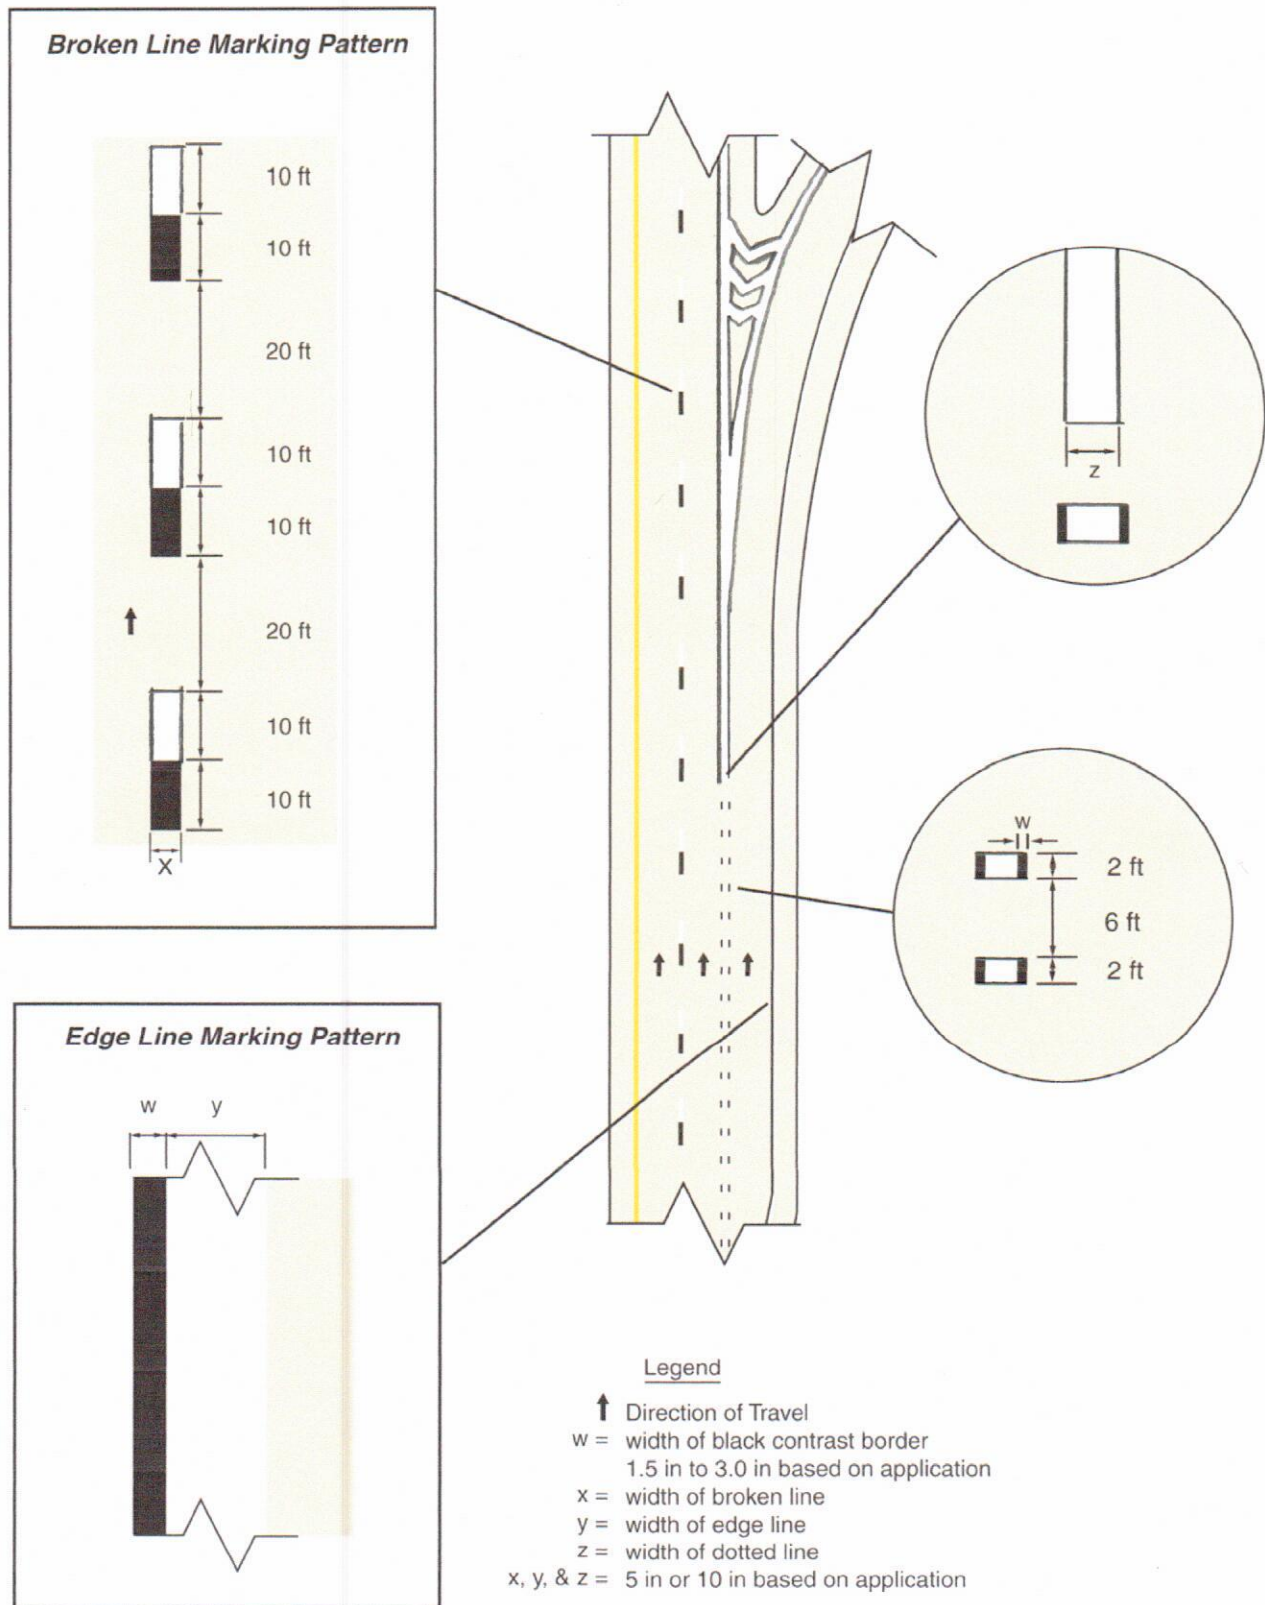 Broken Line Marking Pattern
10 ft
10 ft
20 ft
10 ft
10 ft
20 ft
10 ft
10 ft
X
z
w
2 ft
6 ft
2 ft
Edge Line Marking Pattern
w y
Legend
Direction of Travel
w = width of black contrast border
1.5 in to 3.0 in based on application
x = width of broken line
y = width of edge line
z = width of dotted line
x, y, & z = 5 in or 10 in based on application